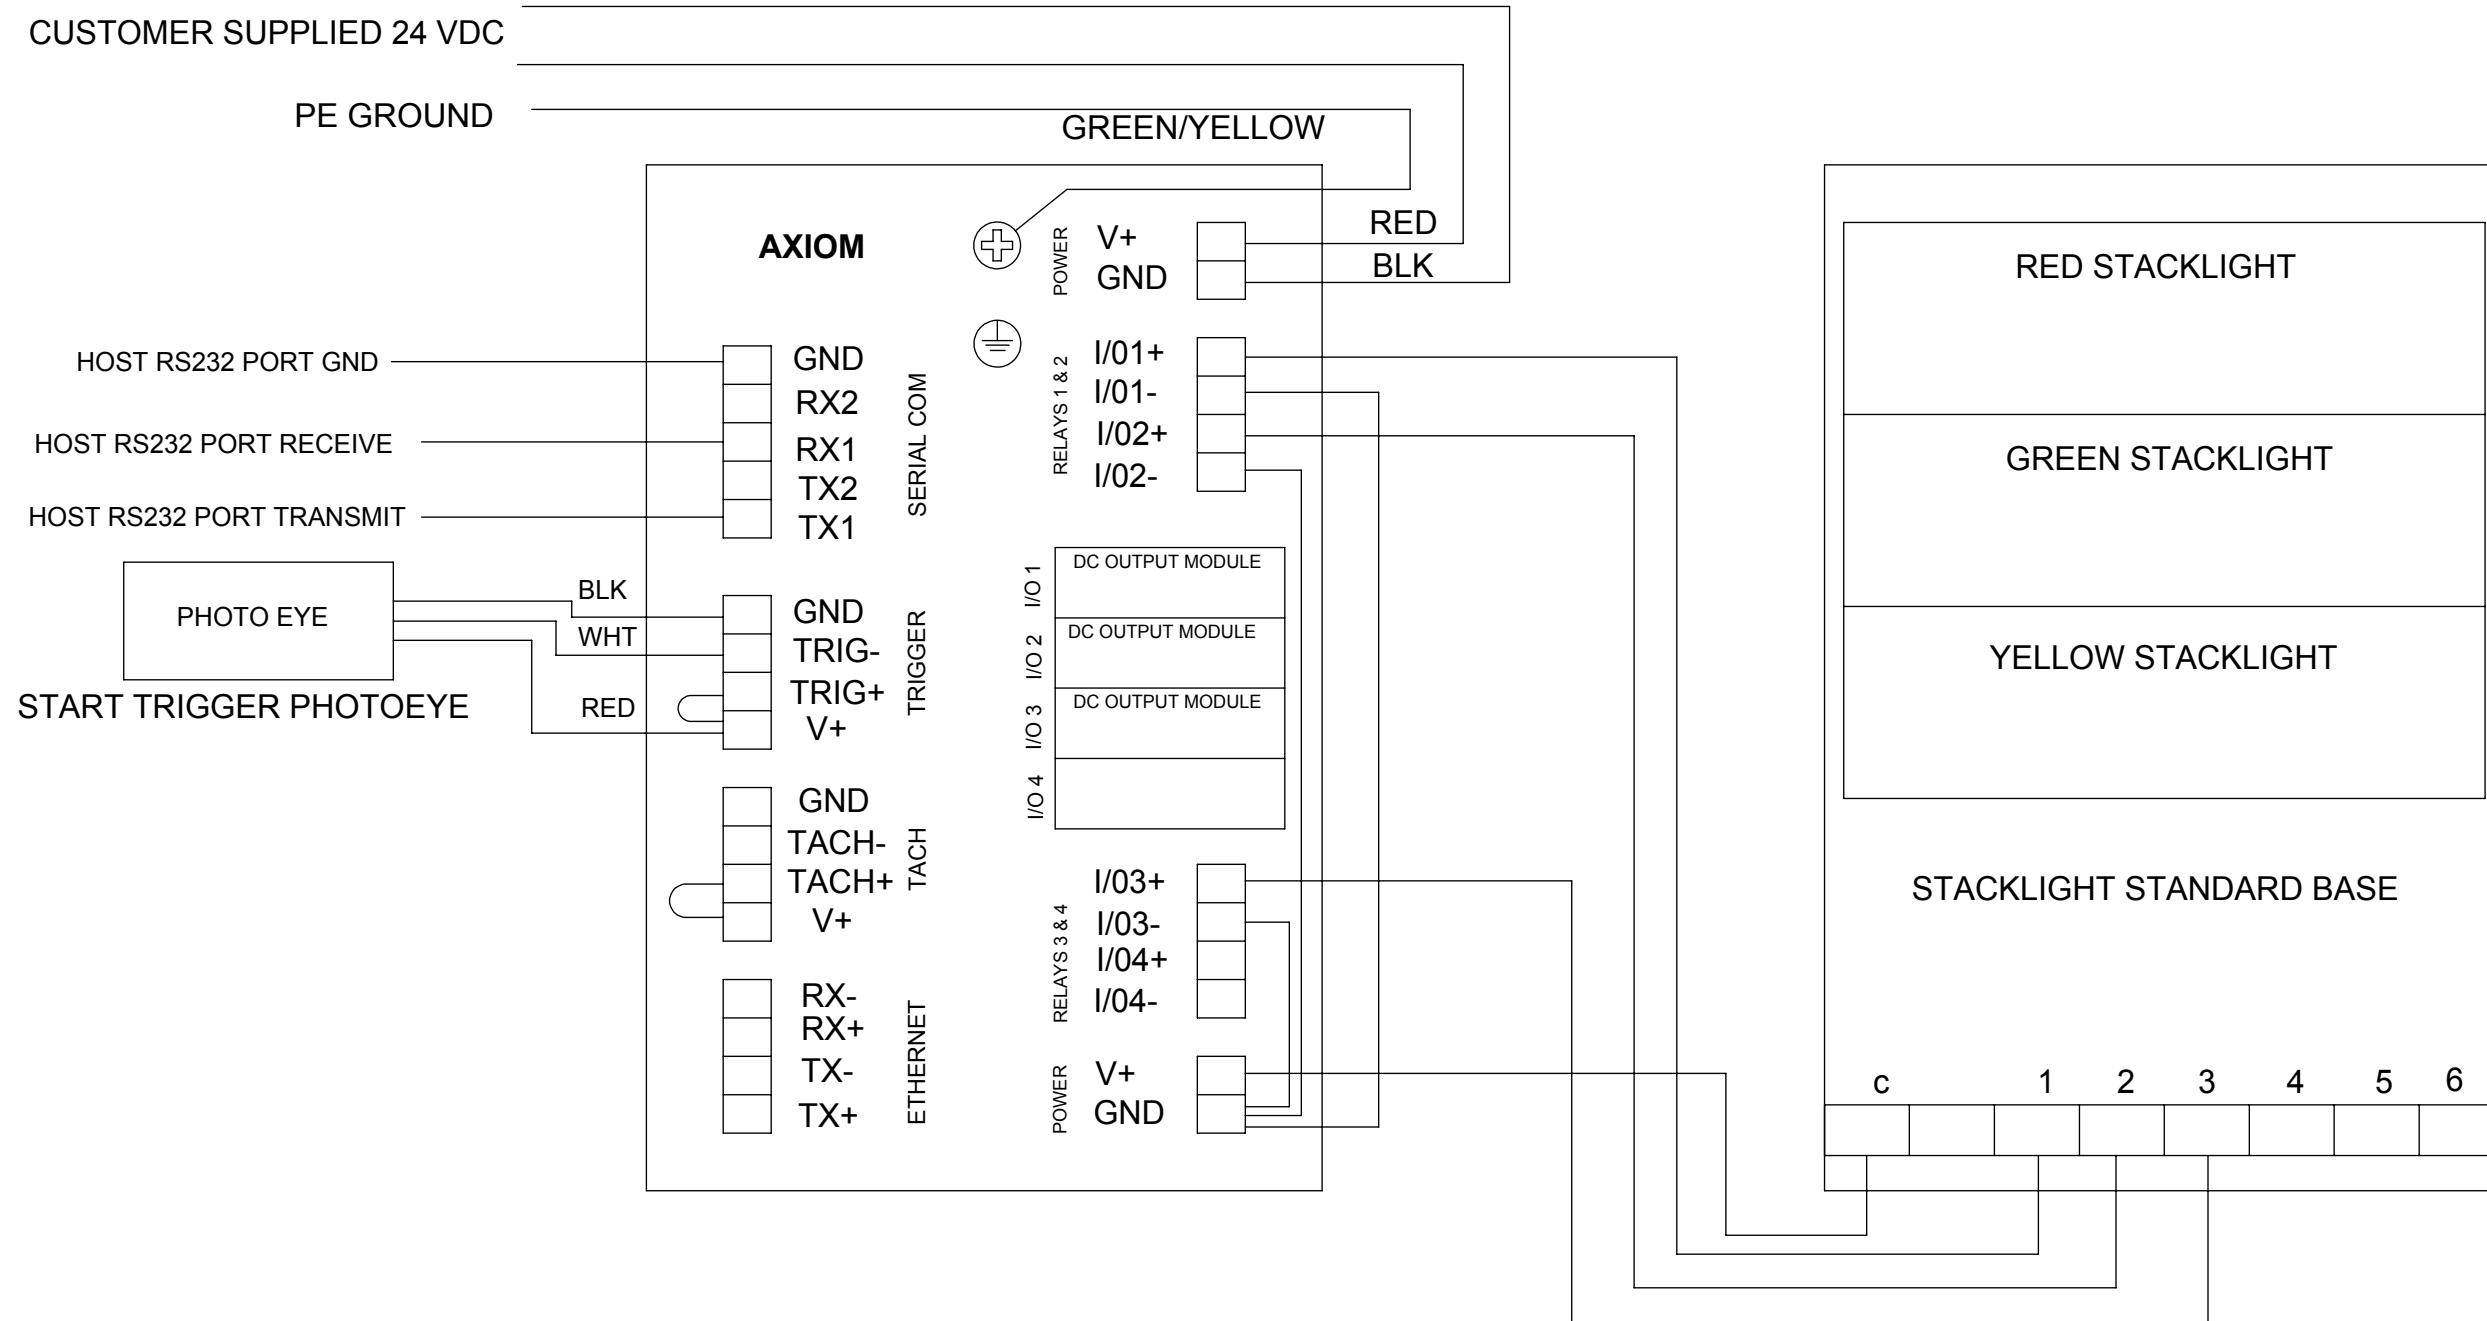 CUSTOMER SUPPLIED 24 VDC
PE GROUND
GREEN/YELLOW
AXIOM
POWER
V+
GND
RED
BLK
HOST RS232 PORT GND
HOST RS232 PORT RECEIVE
HOST RS232 PORT TRANSMIT
GND
RX2
RX1
TX2
TX1
SERIAL COM
RELAYS 1 & 2
I/01+
I/01-
I/02+
I/02-
PHOTO EYE
START TRIGGER PHOTOEYE
BLK
WHT
RED
GND
TRIG-
TRIG+
V+
TRIGGER
I/O 1
DC OUTPUT MODULE
I/O 2
DC OUTPUT MODULE
I/O 3
DC OUTPUT MODULE
I/O 4
GND
TACH-
TACH+
V+
TACH
RELAYS 3 & 4
I/03+
I/03-
I/04+
I/04-
RX-
RX+
TX-
TX+
ETHERNET
POWER
V+
GND
RED STACKLIGHT
GREEN STACKLIGHT
YELLOW STACKLIGHT
STACKLIGHT STANDARD BASE
c 1 2 3 4 5 6